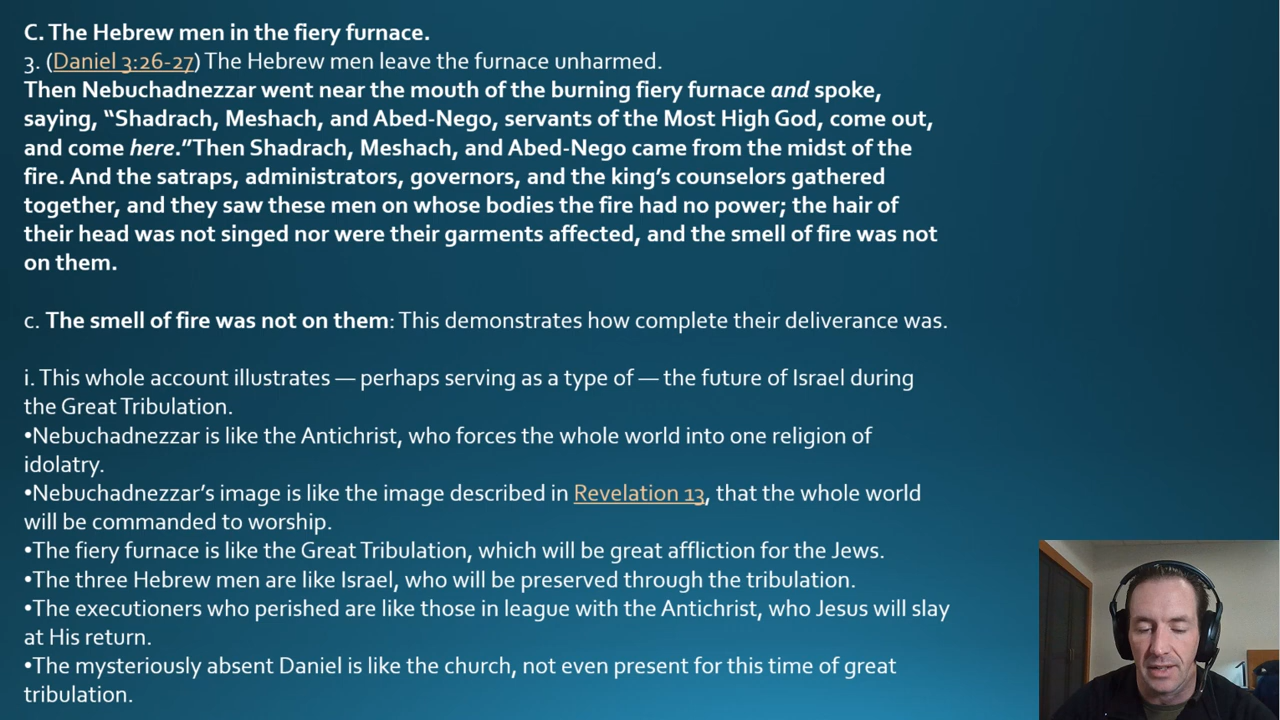 C. The Hebrew men in the fiery furnace.
3. (Daniel 3:26-27) The Hebrew men leave the furnace unharmed.
Then Nebuchadnezzar went near the mouth of the burning fiery furnace and spoke,
saying, “Shadrach, Meshach, and Abed-Nego, servants of the Most High God, come out,
and come here.”Then Shadrach, Meshach, and Abed-Nego came from the midst of the
fire. And the satraps, administrators, governors, and the king’s counselors gathered
together, and they saw these men on whose bodies the fire had no power; the hair of
their head was not singed nor were their garments affected, and the smell of fire was not
on them.
c. The smell of fire was not on them: This demonstrates how complete their deliverance was.
i. This whole account illustrates — perhaps serving as a type of — the future of Israel during
the Great Tribulation.
•Nebuchadnezzar is like the Antichrist, who forces the whole world into one religion of
idolatry.
•Nebuchadnezzar’s image is like the image described in Revelation 13, that the whole world
will be commanded to worship.
•The fiery furnace is like the Great Tribulation, which will be great affliction for the Jews.
•The three Hebrew men are like Israel, who will be preserved through the tribulation.
•The executioners who perished are like those in league with the Antichrist, who Jesus will slay
at His return.
•The mysteriously absent Daniel is like the church, not even present for this time of great
tribulation.